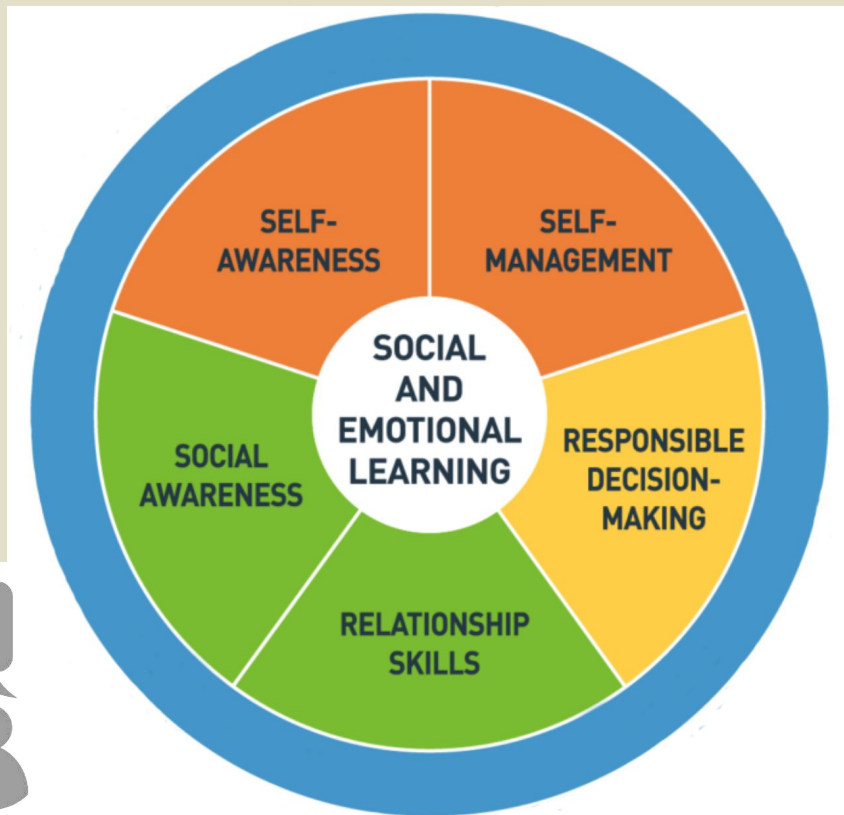 SELF-
AWARENESS
SELF-
MANAGEMENT
SOCIAL
AND
EMOTIONAL
LEARNING
SOCIAL
AWARENESS
RESPONSIBLE
DECISION-
MAKING
RELATIONSHIP
SKILLS